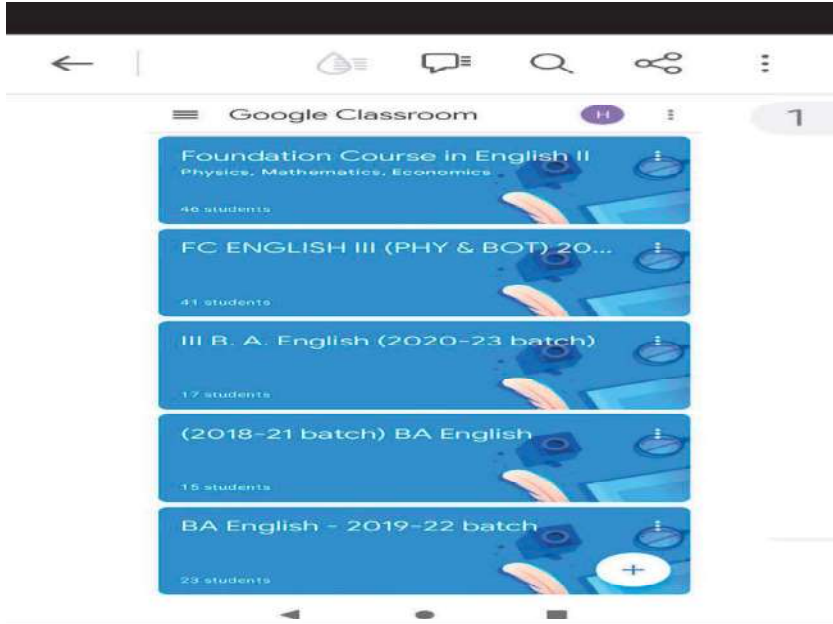 Google Classroom
H
1
Foundation Course in English II
Physics, Mathematics, Economics
46 students
FC ENGLISH III (PHY & BOT) 20...
41 students
III B. A. English (2020-23 batch)
17 students
(2018-21 batch) BA English
15 students
BA English - 2019-22 batch
23 students